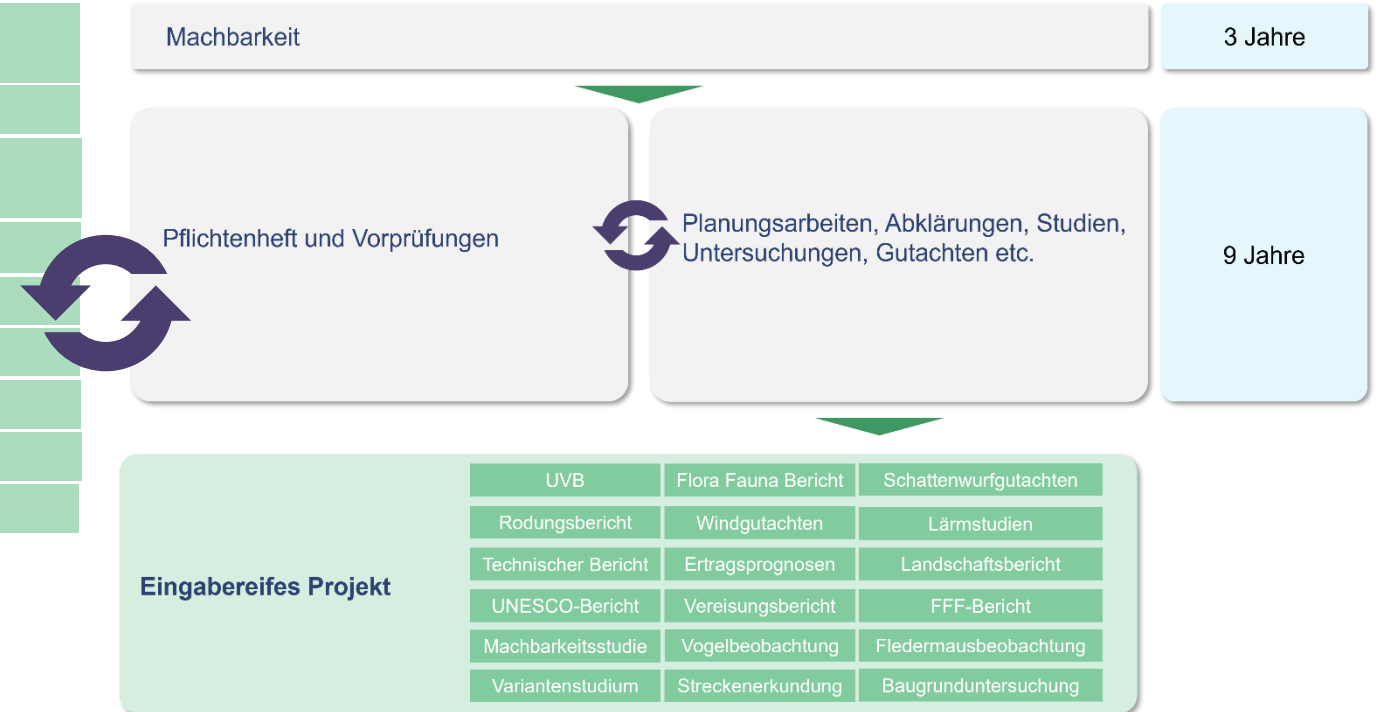 Machbarkeit
3 Jahre
Pflichtenheft und Vorprüfungen
Planungsarbeiten, Abklärungen, Studien,
Untersuchungen, Gutachten etc.
9 Jahre
Eingabereifes Projekt
UVB
Flora Fauna Bericht
Schattenwurfgutachten
Rodungsbericht
Windgutachten
Lärmstudien
Technischer Bericht
Ertragsprognosen
Landschaftsbericht
UNESCO-Bericht
Vereisungsbericht
FFF-Bericht
Machbarkeitsstudie
Vogelbeobachtung
Fledermausbeobachtung
Variantenstudium
Streckenerkundung
Baugrunduntersuchung